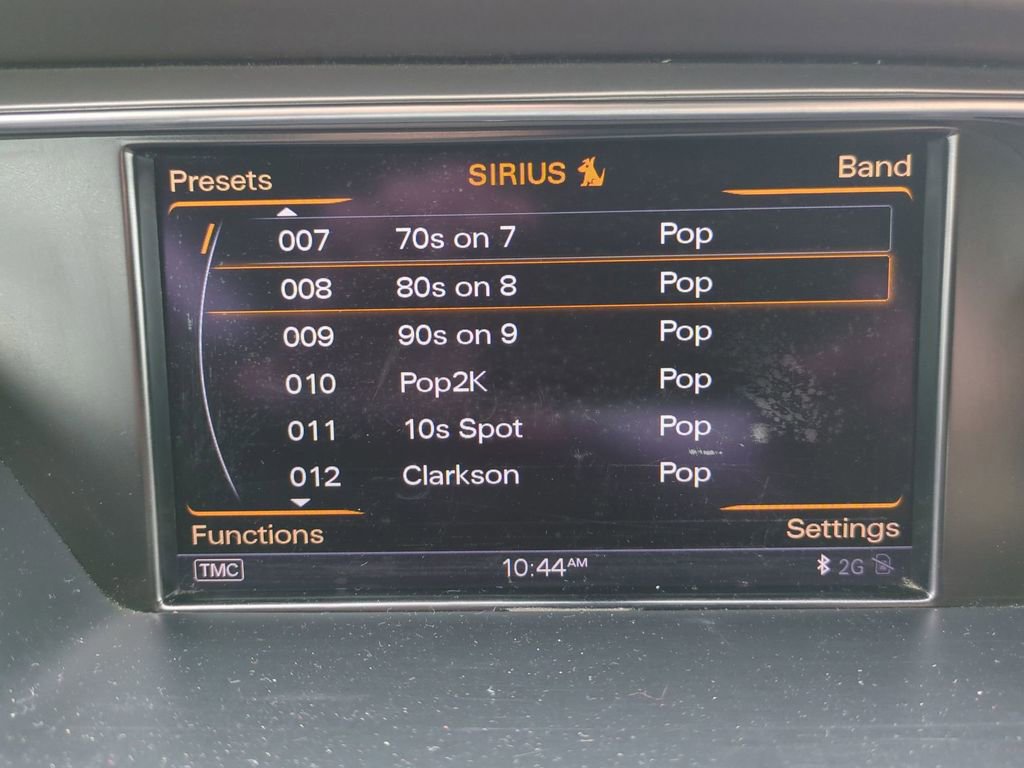 Presets SIRIUS Band
007 70s on 7 Pop
008 80s on 8 Pop
009 90s on 9 Pop
010 Pop2K Pop
011 10s Spot Pop
012 Clarkson Pop
Functions Settings
TMC 10:44AM 2G